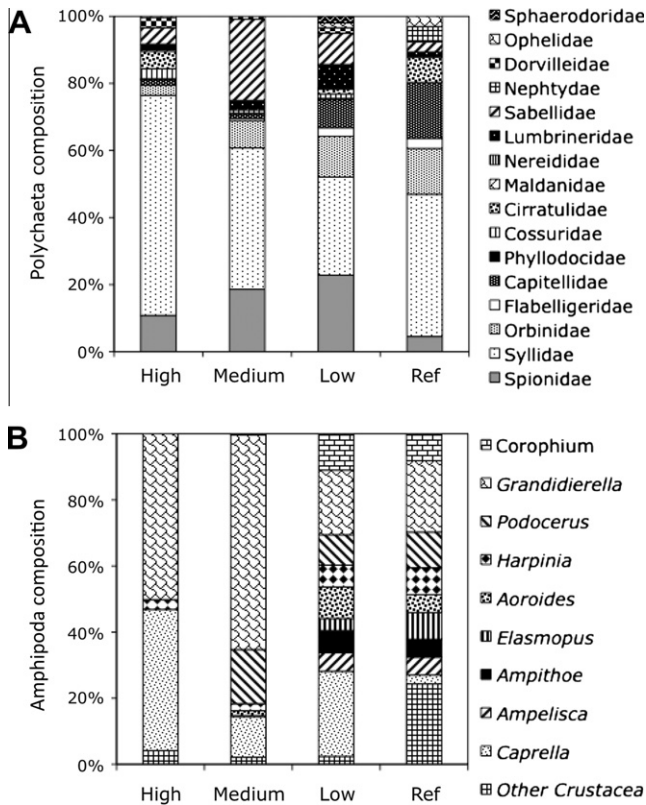 A
Polychaeta composition
100%
80%
60%
40%
20%
0%
High
Medium
Low
Ref
Sphaerodoridae
Ophelidae
Dorvilleidae
Nephtydae
Sabellidae
Lumbrineridae
Nereididae
Maldanidae
Cirratulidae
Cossuridae
Phyllodocidae
Capitellidae
Flabelligeridae
Orbinidae
Syllidae
Spionidae
B
Amphipoda composition
100%
80%
60%
40%
20%
0%
High
Medium
Low
Ref
Corophium
Grandidierella
Podocerus
Harpinia
Aoroides
Elasmopus
Ampithoe
Ampelisca
Caprella
Other Crustacea